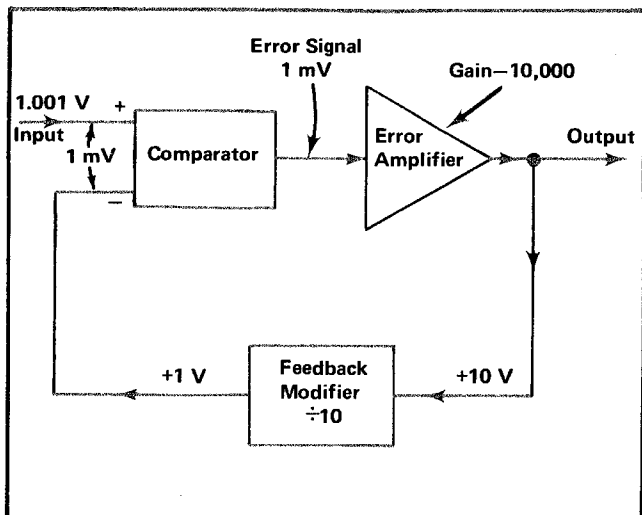 Error Signal
1 mV
Gain–10,000
1.001 V
+
Input
1 mV
–
Comparator
Error
Amplifier
Output
+1 V
Feedback
Modifier
÷10
+10 V